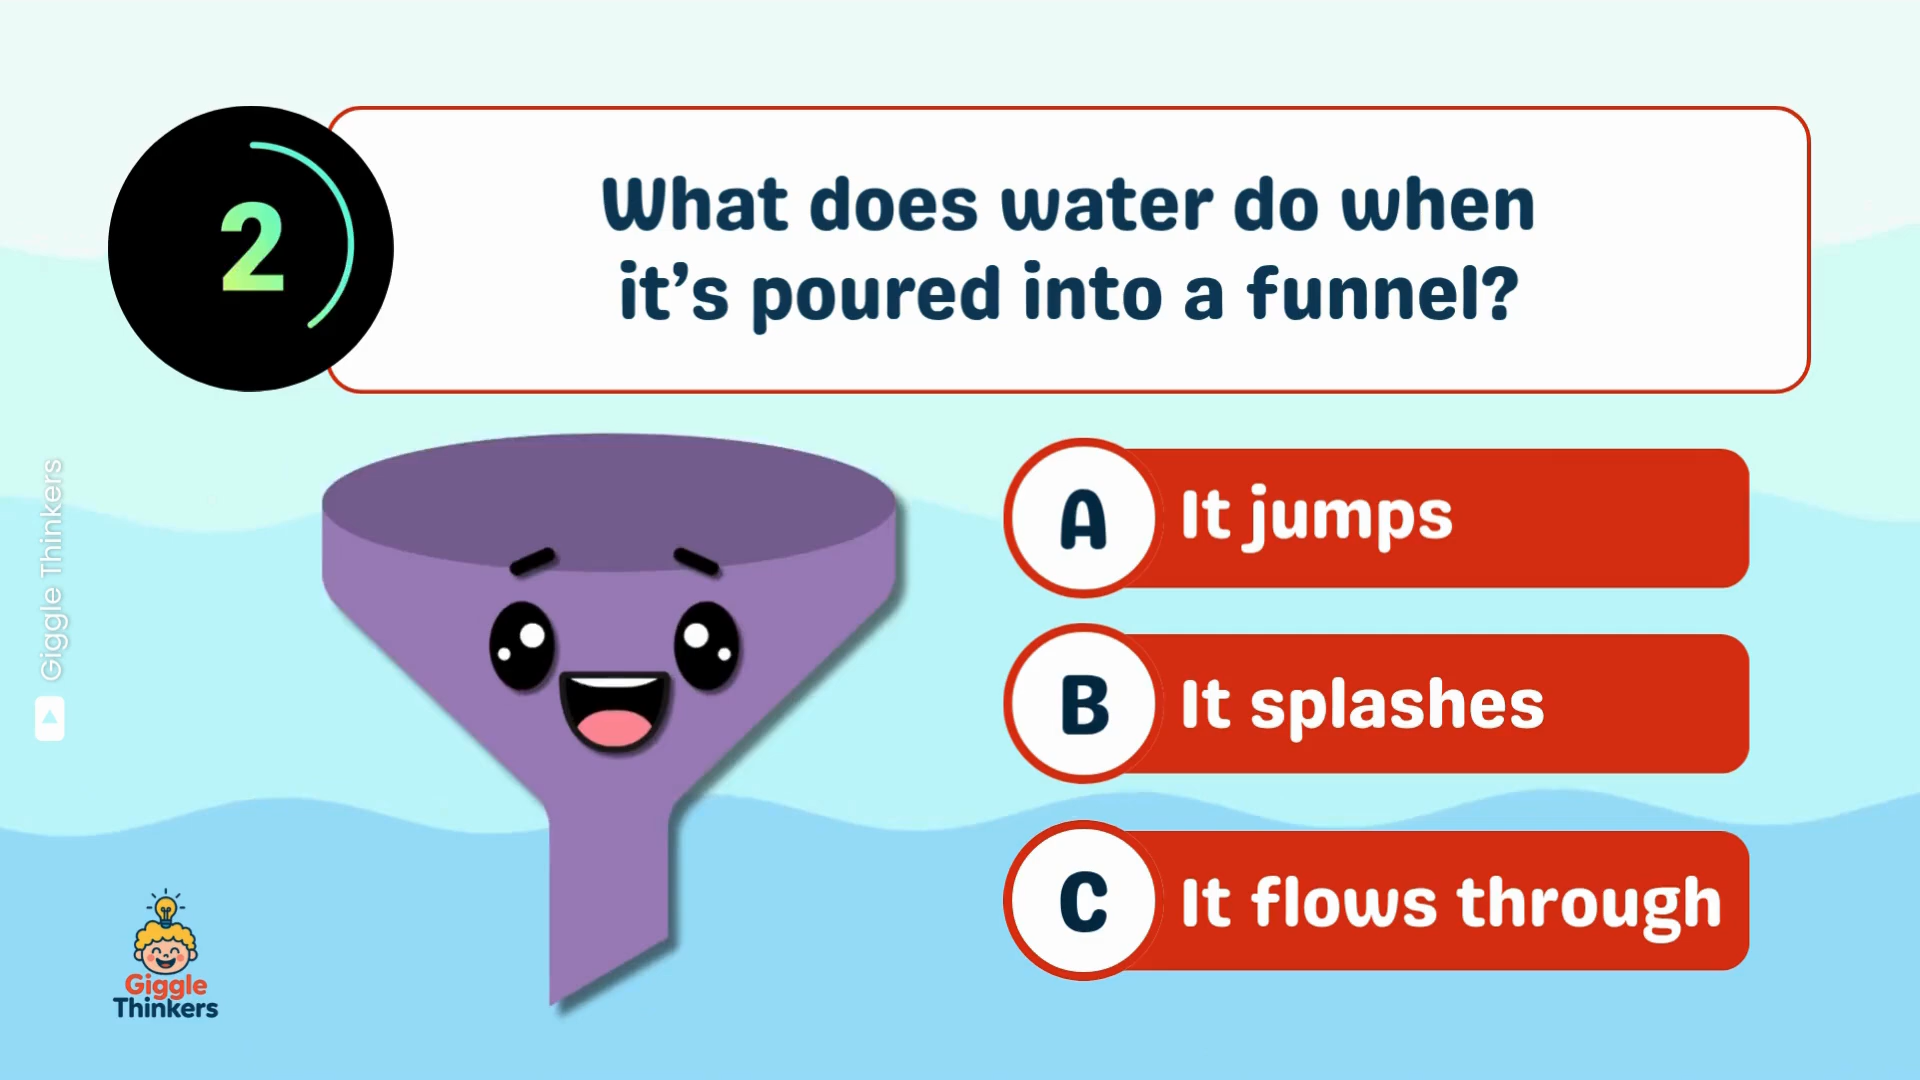 2
What does water do when
it’s poured into a funnel?
A
It jumps
B
It splashes
C
It flows through
Giggle Thinkers
Giggle
Thinkers